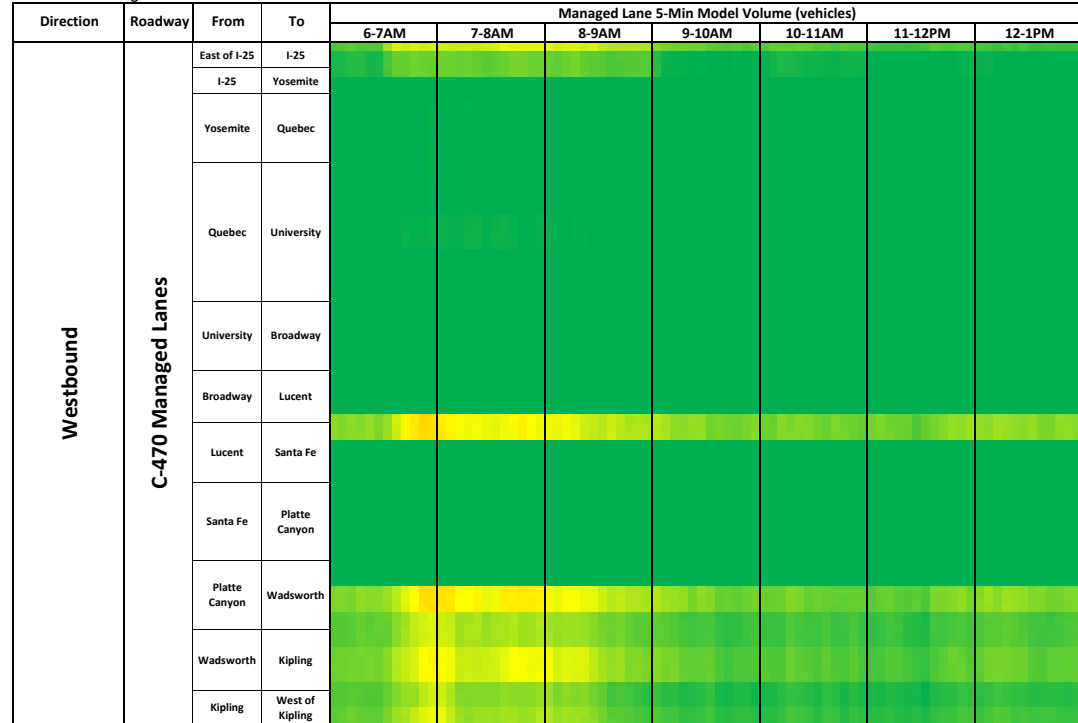 Managed Lane 5-Min Model Volume (vehicles)
Direction Roadway From To
6-7AM 7-8AM 8-9AM 9-10AM 10-11AM 11-12PM 12-1PM
Westbound
C-470 Managed Lanes
East of I-25 I-25
I-25 Yosemite
Yosemite Quebec
Quebec University
University Broadway
Broadway Lucent
Lucent Santa Fe
Santa Fe Platte
Canyon
Platte
Canyon Wadsworth
Wadsworth Kipling
Kipling West of
Kipling